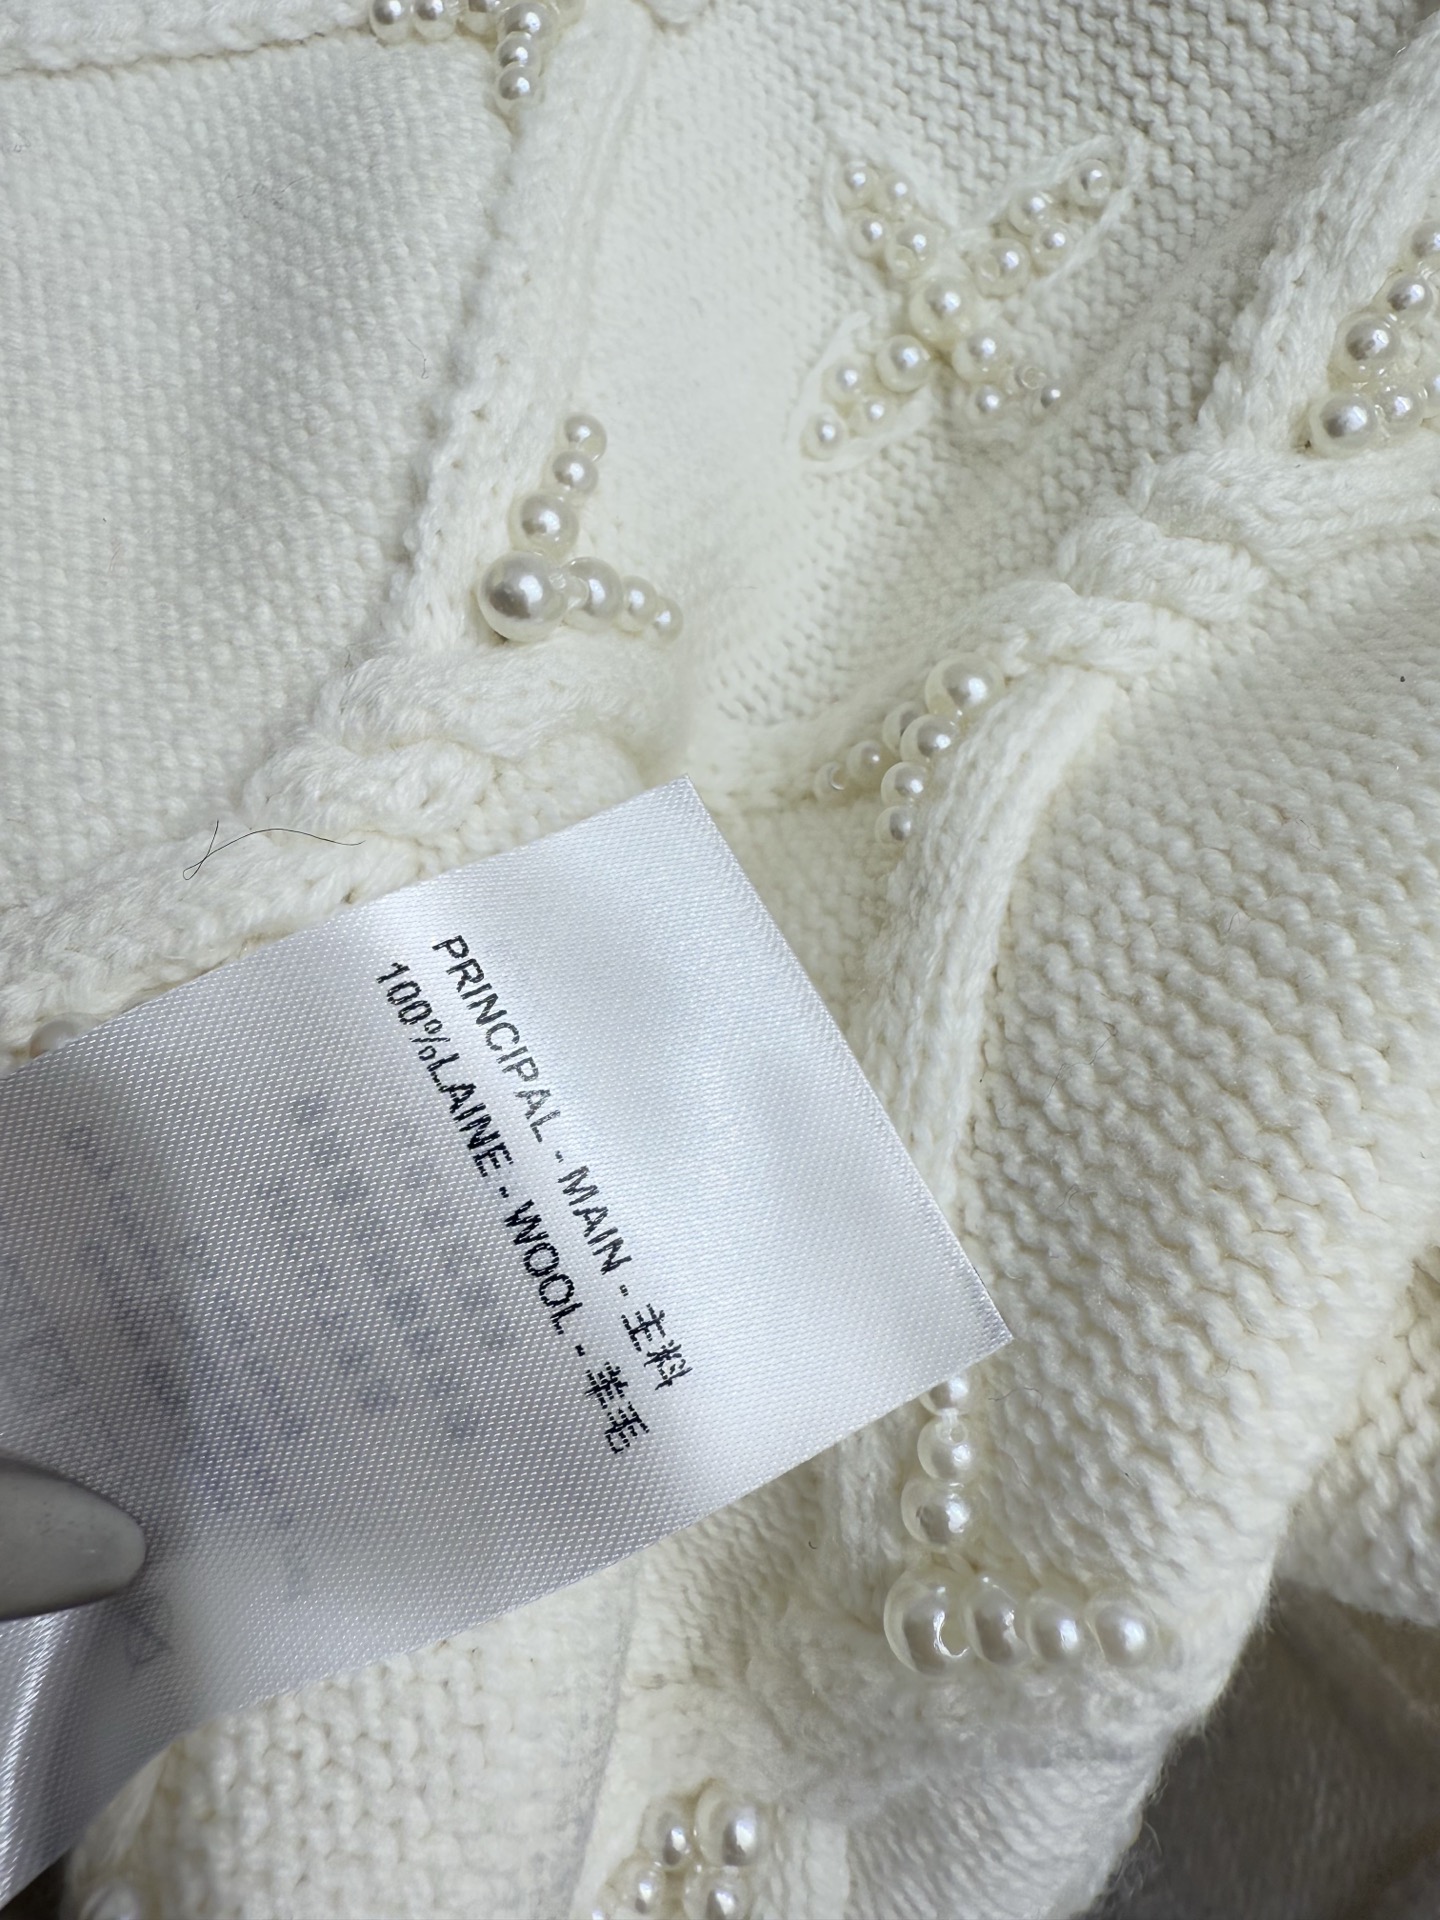 PRINCIPAL - MAIN - 主料
100%LAINE - WOOL - 羊毛